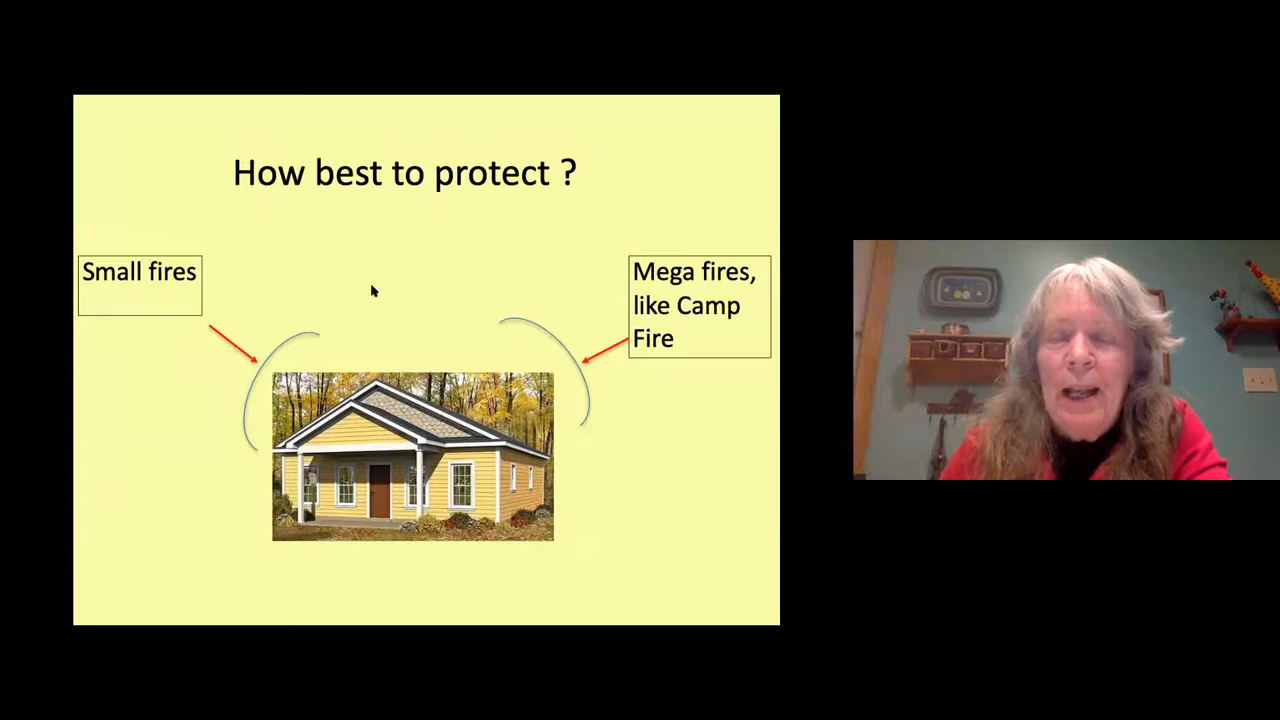 How best to protect ?
Small fires
Mega fires,
like Camp
Fire